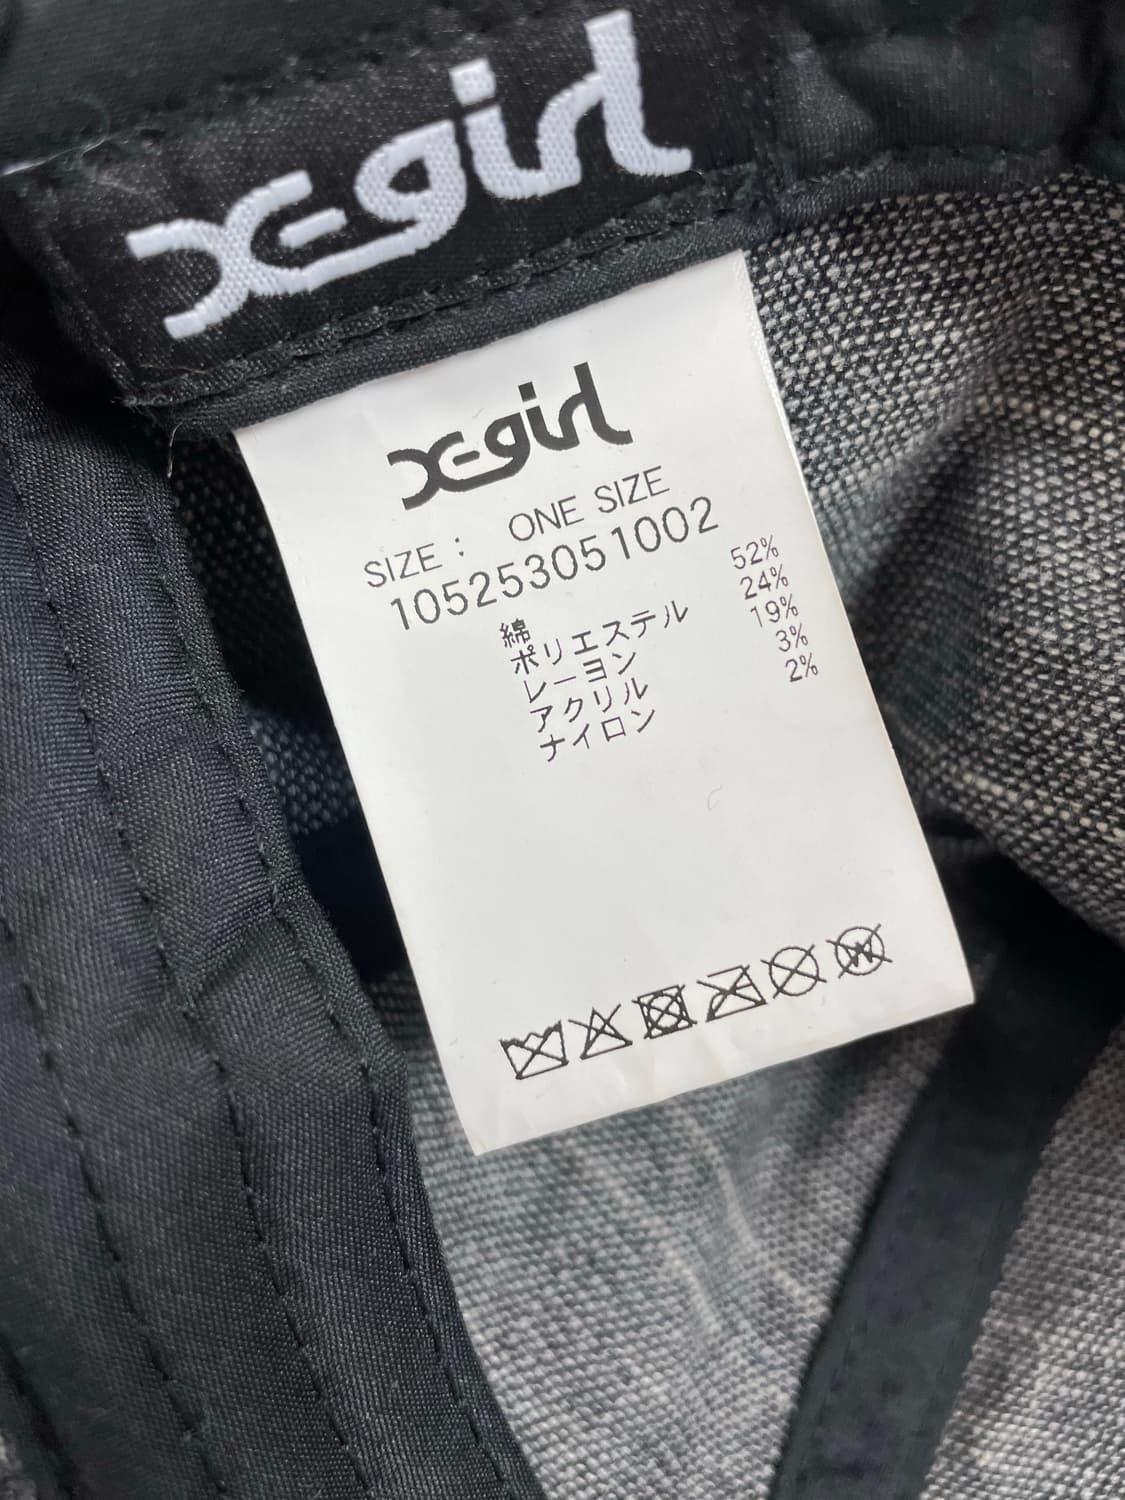 X-girl
X-girl
SIZE : ONE SIZE
105253051002
綿 52%
ポリエステル 24%
レーヨン 19%
アクリル 3%
ナイロン 2%
W